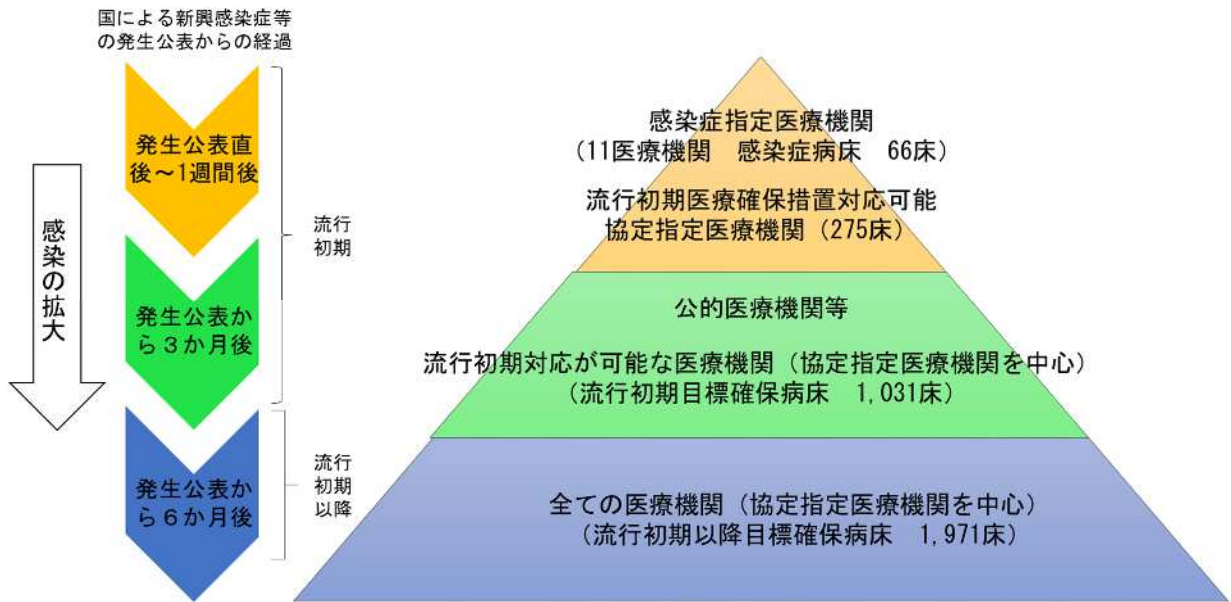 国による新興感染症等
の発生公表からの経過
感染の拡大
発生公表直
後～1週間後
発生公表か
ら３か月後
発生公表か
ら６か月後
流行
初期
流行
初期
以降
感染症指定医療機関
（11医療機関　感染症病床　66床）
流行初期医療確保措置対応可能
協定指定医療機関（275床）
公的医療機関等
流行初期対応が可能な医療機関（協定指定医療機関を中心）
（流行初期目標確保病床　1,031床）
全ての医療機関（協定指定医療機関を中心）
（流行初期以降目標確保病床　1,971床）